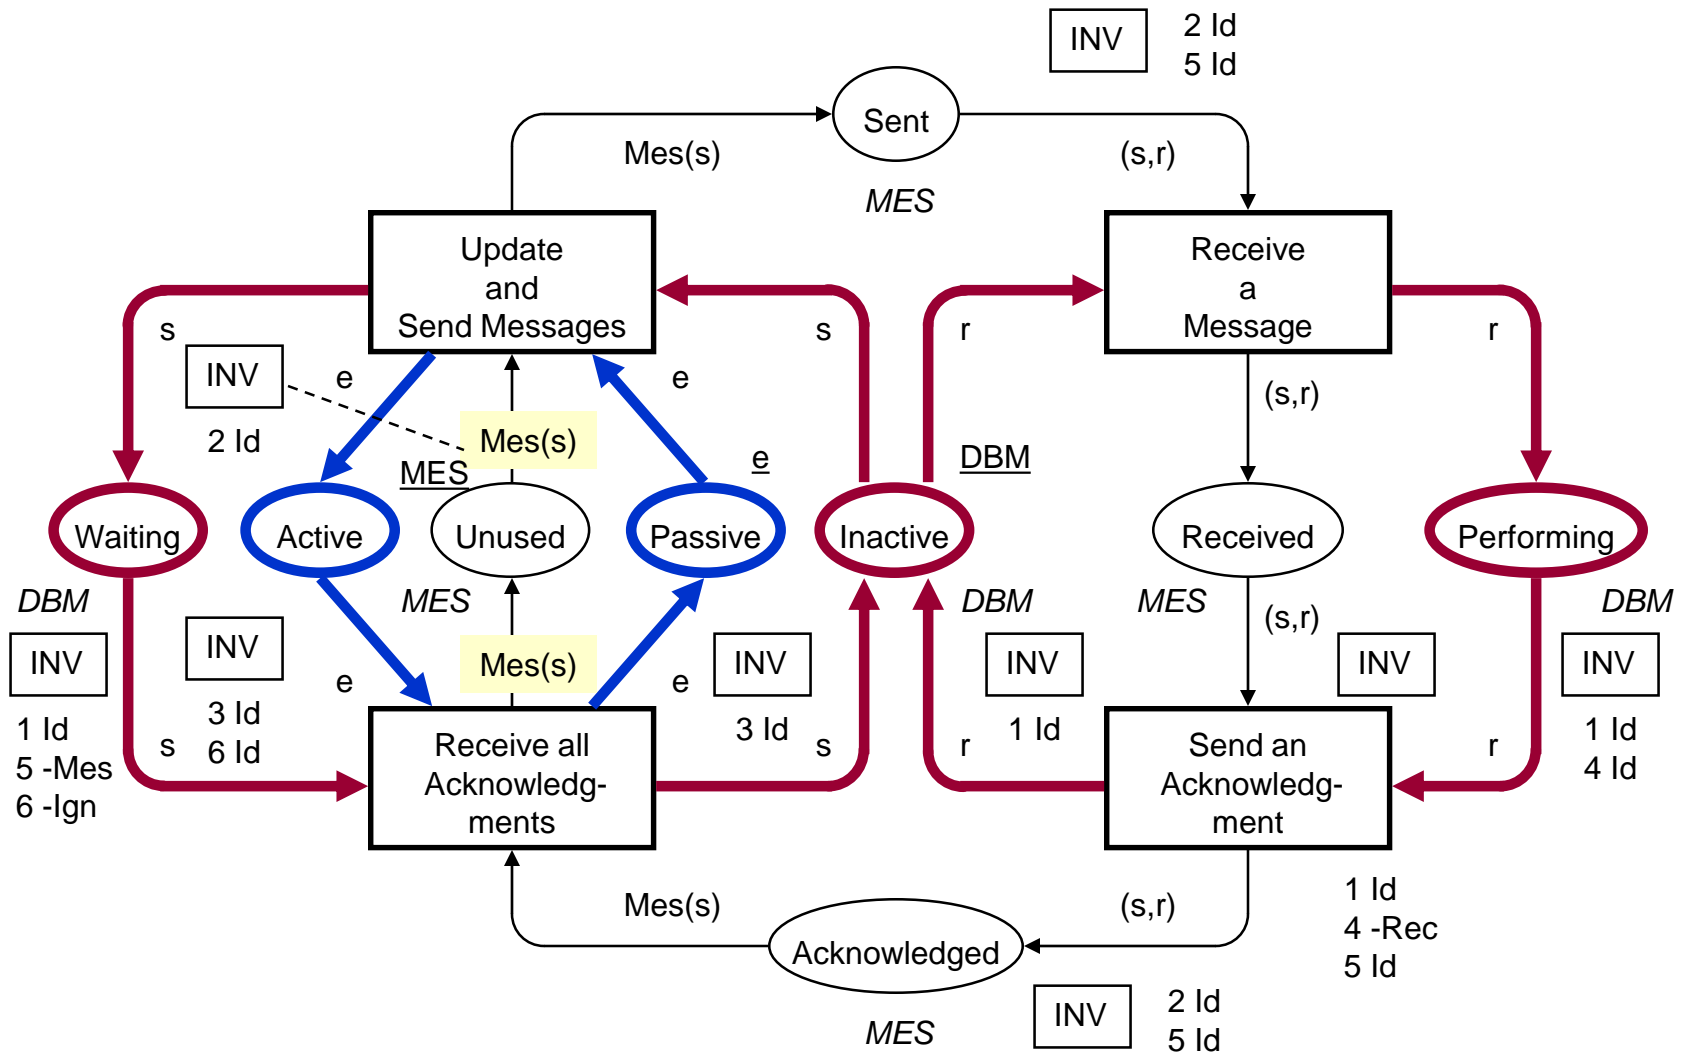 INV
2 Id
5 Id
Sent
Mes(s)
(s,r)
MES
Update
and
Send Messages
Receive
a
Message
s
s
r
r
INV
2 Id
e
e
Mes(s)
(s,r)
MES
e
DBM
Waiting
Active
Unused
Passive
Inactive
Received
Performing
DBM
MES
DBM
MES
DBM
INV
1 Id
5 -Mes
6 -Ign
INV
3 Id
6 Id
Mes(s)
(s,r)
INV
3 Id
INV
1 Id
INV
INV
1 Id
4 Id
e
e
s
s
r
r
Receive all
Acknowledg-
ments
Send an
Acknowledg-
ment
1 Id
4 -Rec
5 Id
Mes(s)
(s,r)
Acknowledged
MES
INV
2 Id
5 Id